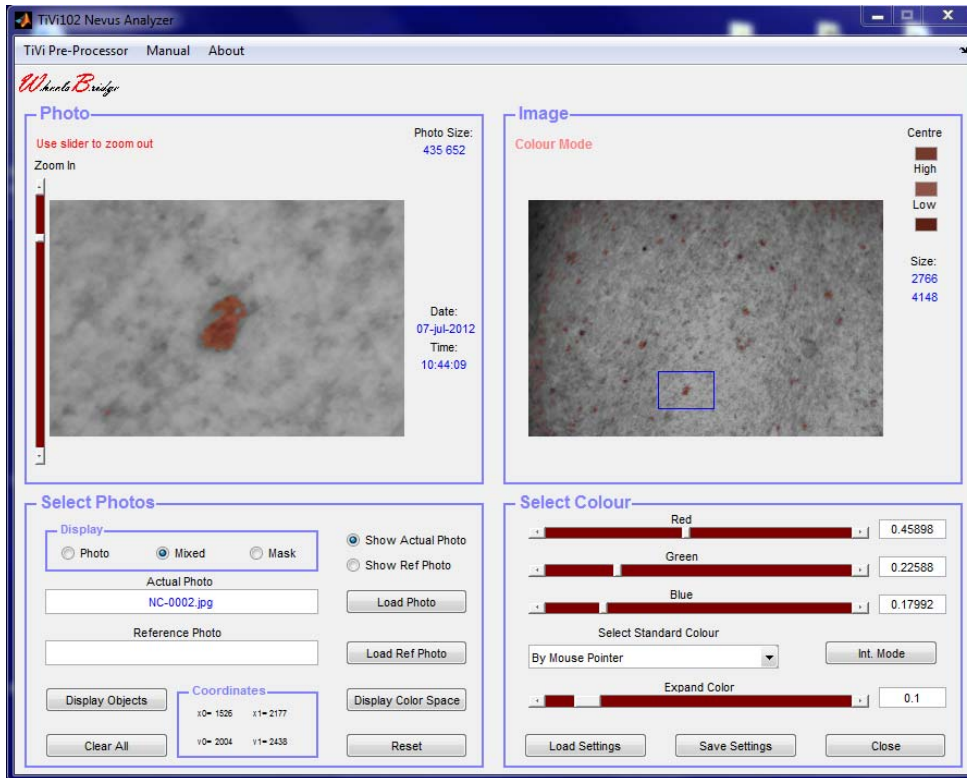 TiVi102 Nevus Analyzer
TiVi Pre-Processor Manual About
WheelsBridge
Photo
Use slider to zoom out
Photo Size:
435 652
Zoom In
Date:
07-jul-2012
Time:
10:44:09
Image
Colour Mode
Centre
High
Low
Size:
2766
4148
Select Photos
Display
Photo Mixed Mask
Show Actual Photo
Show Ref Photo
Actual Photo
NC-0002.jpg
Load Photo
Reference Photo
Load Ref Photo
Display Objects
Coordinates
x0= 1526 x1= 2177
y0= 2004 y1= 2438
Display Color Space
Clear All
Reset
Select Colour
Red
0.45898
Green
0.22588
Blue
0.17992
Select Standard Colour
By Mouse Pointer
Int. Mode
Expand Color
0.1
Load Settings Save Settings Close